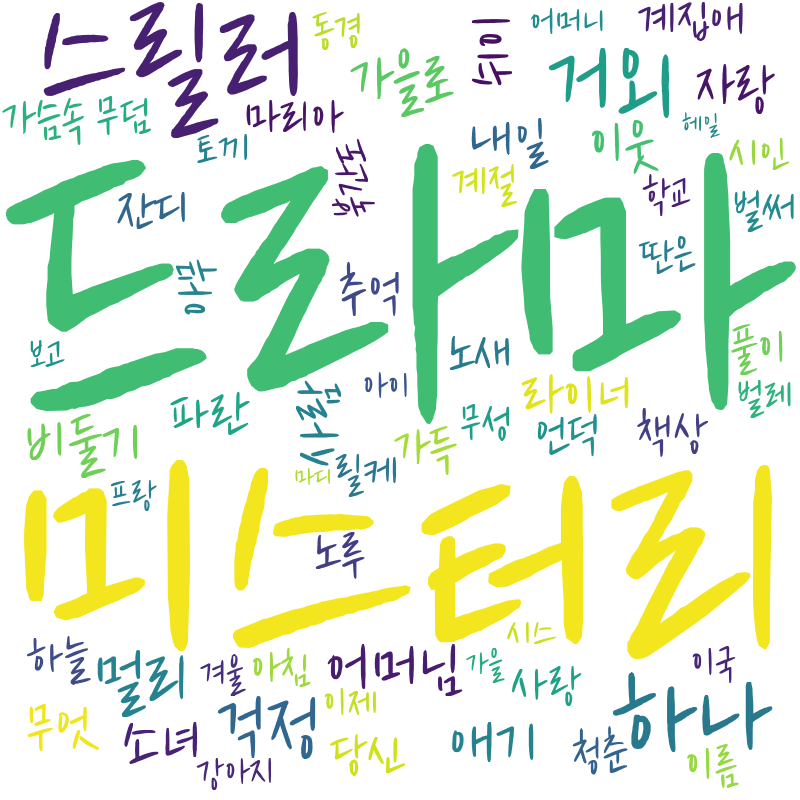 스릴러
동경
이스
어머니
계집애
가을로
거외
자랑
가슴속 무덤
마리아
토끼
내일
이웃
헤일
시인
드라마
잔디
계절
학교
벌써
딴은
추억
노새
보고
풀이
아이
라이너
벌레
파란
무성
언덕
책상
비둘기
가득
마디
릴케
미스터리
프랑
노루
시스
하늘
멀리
겨울
아침
어머님
가을
사랑
이국
무엇
소녀
걱정
이제
당신
애기
청춘
하나
이름
강아지